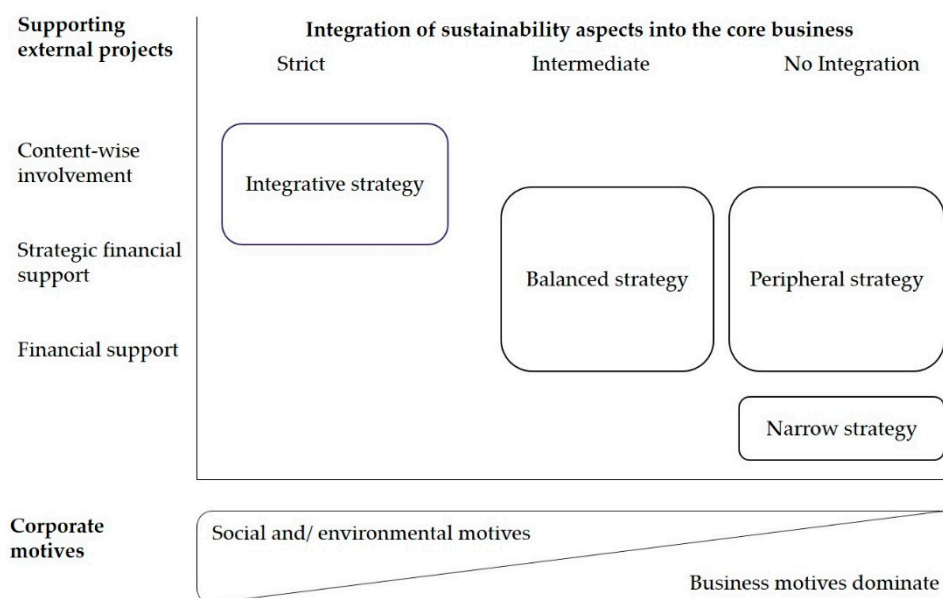 Supporting
external projects
Integration of sustainability aspects into the core business
Strict
Intermediate
No Integration
Content-wise
involvement
Integrative strategy
Strategic financial
support
Balanced strategy
Peripheral strategy
Financial support
Narrow strategy
Corporate
motives
Social and/ environmental motives
Business motives dominate